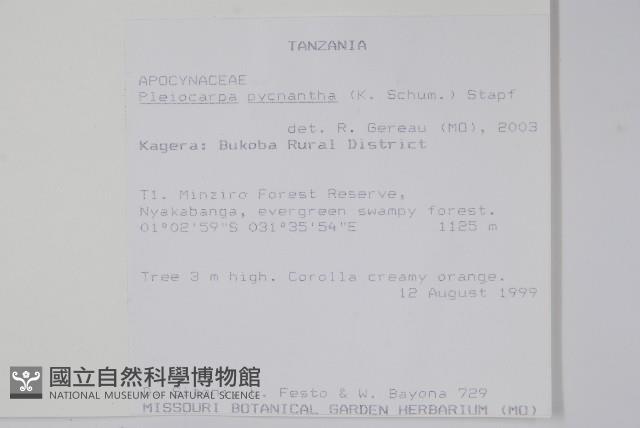 TANZANIA
APOCYNACEAE
Pleiocarpa pycnantha (K. Schum.) Stapf
det. R. Gereau (MO), 2003
Kagera: Bukoba Rural District
T1. Minziro Forest Reserve,
Nyakabanga, evergreen swampy forest.
01°02'59"S 031°35'54"E 1125 m
Tree 3 m high. Corolla creamy orange.
12 August 1999
Festo & W. Bayona 729
MISSOURI BOTANICAL GARDEN HERBARIUM (MO)
國立自然科學博物館
NATIONAL MUSEUM OF NATURAL SCIENCE